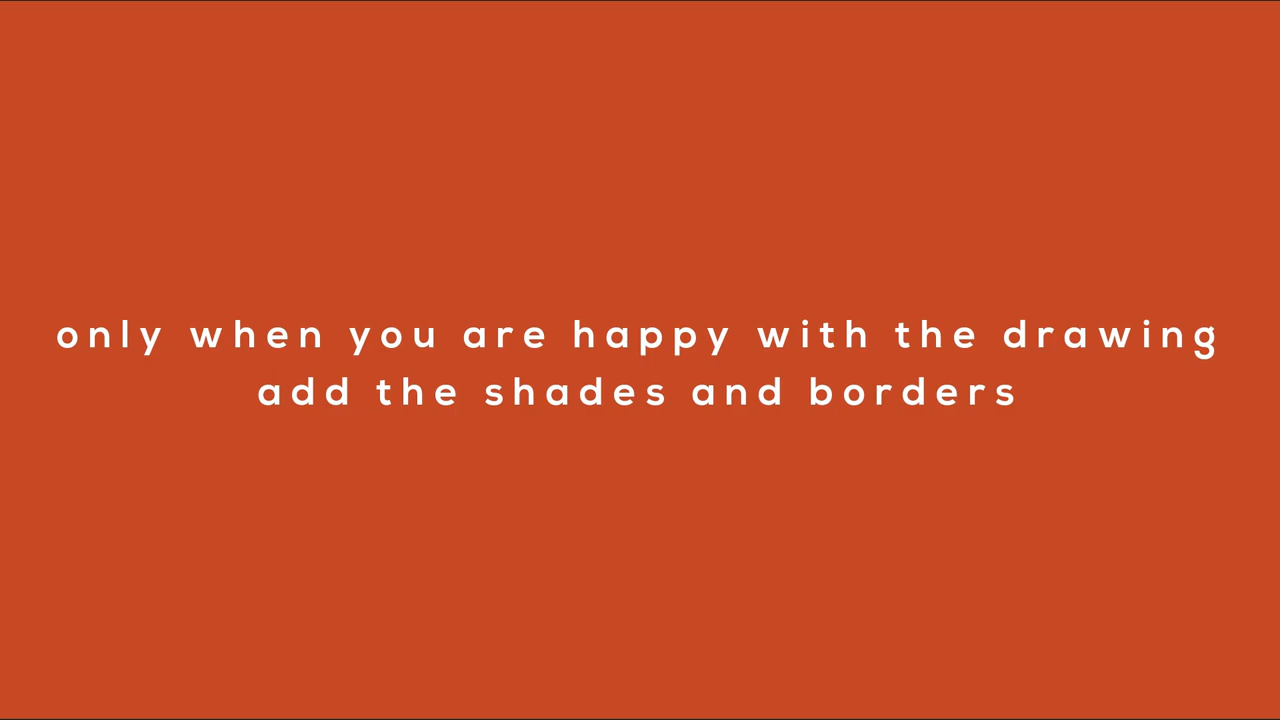 only when you are happy with the drawing
add the shades and borders